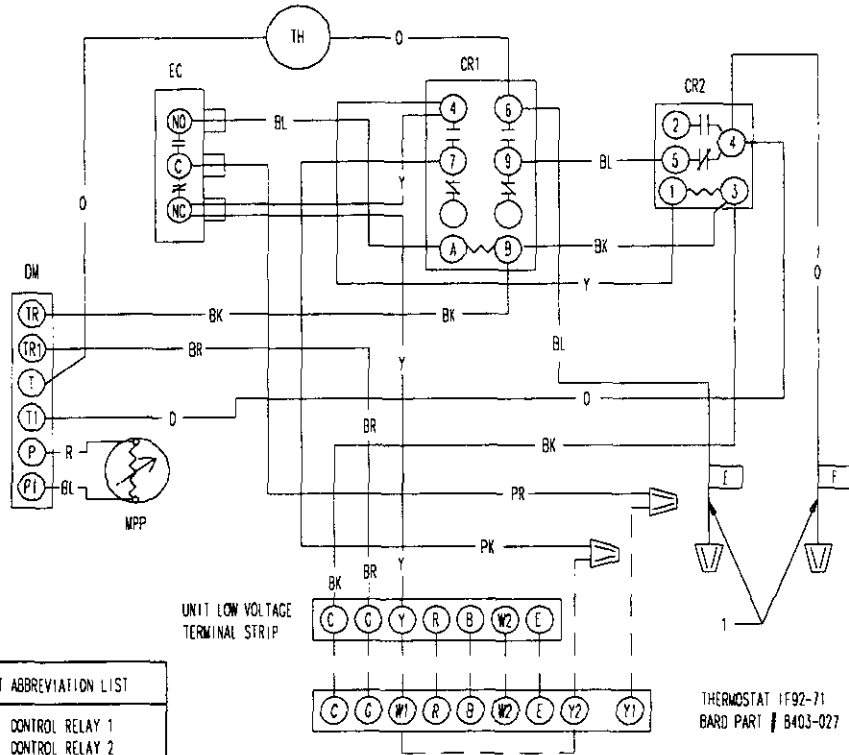 TH
O
O
EC
NO
C
NC
BL
CR1
4
6
7
9
A
B
CR2
2
4
5
1
3
BL
Y
BK
Y
O
O
DM
TR
TR1
T
T1
P
P1
BK
BK
BR
O
O
R
BL
MPP
BL
Y
BR
BK
PR
PK
E
F
1
BK
BR
Y
UNIT LOW VOLTAGE
TERMINAL STRIP
C G Y R B W2 E
C G W1 R B W2 E Y2 Y1
T ABBREVIATION LIST
CONTROL RELAY 1
CONTROL RELAY 2
THERMOSTAT 1F92-71
BARD PART # 8403-027